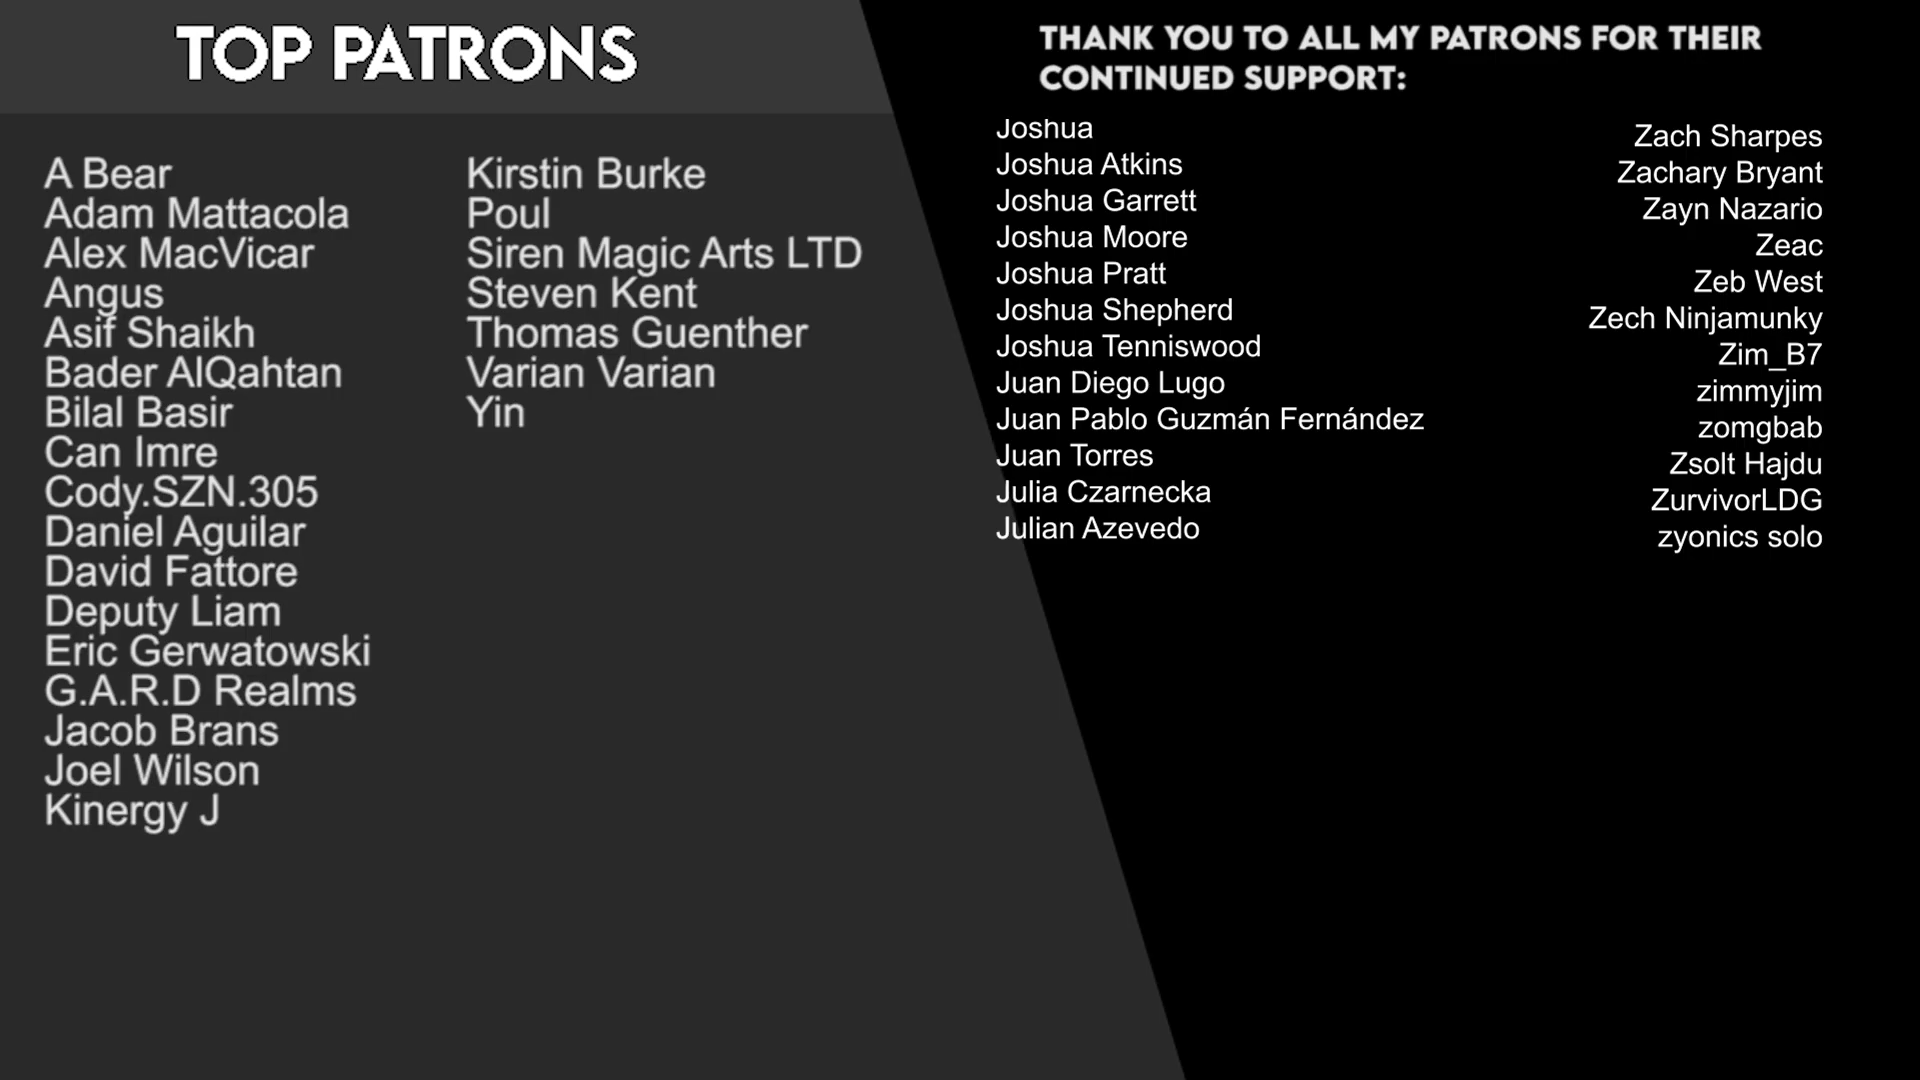 TOP PATRONS
A Bear
Adam Mattacola
Alex MacVicar
Angus
Asif Shaikh
Bader AlQahtan
Bilal Basir
Can Imre
Cody.SZN.305
Daniel Aguilar
David Fattore
Deputy Liam
Eric Gerwatowski
G.A.R.D Realms
Jacob Brans
Joel Wilson
Kinergy J
Kirstin Burke
Poul
Siren Magic Arts LTD
Steven Kent
Thomas Guenther
Varian Varian
Yin
THANK YOU TO ALL MY PATRONS FOR THEIR
CONTINUED SUPPORT:
Joshua
Joshua Atkins
Joshua Garrett
Joshua Moore
Joshua Pratt
Joshua Shepherd
Joshua Tenniswood
Juan Diego Lugo
Juan Pablo Guzmán Fernández
Juan Torres
Julia Czarnecka
Julian Azevedo
Zach Sharpes
Zachary Bryant
Zayn Nazario
Zeac
Zeb West
Zech Ninjamunky
Zim_B7
zimmyjim
zomgbab
Zsolt Hajdu
ZurvivorLDG
zyonics solo